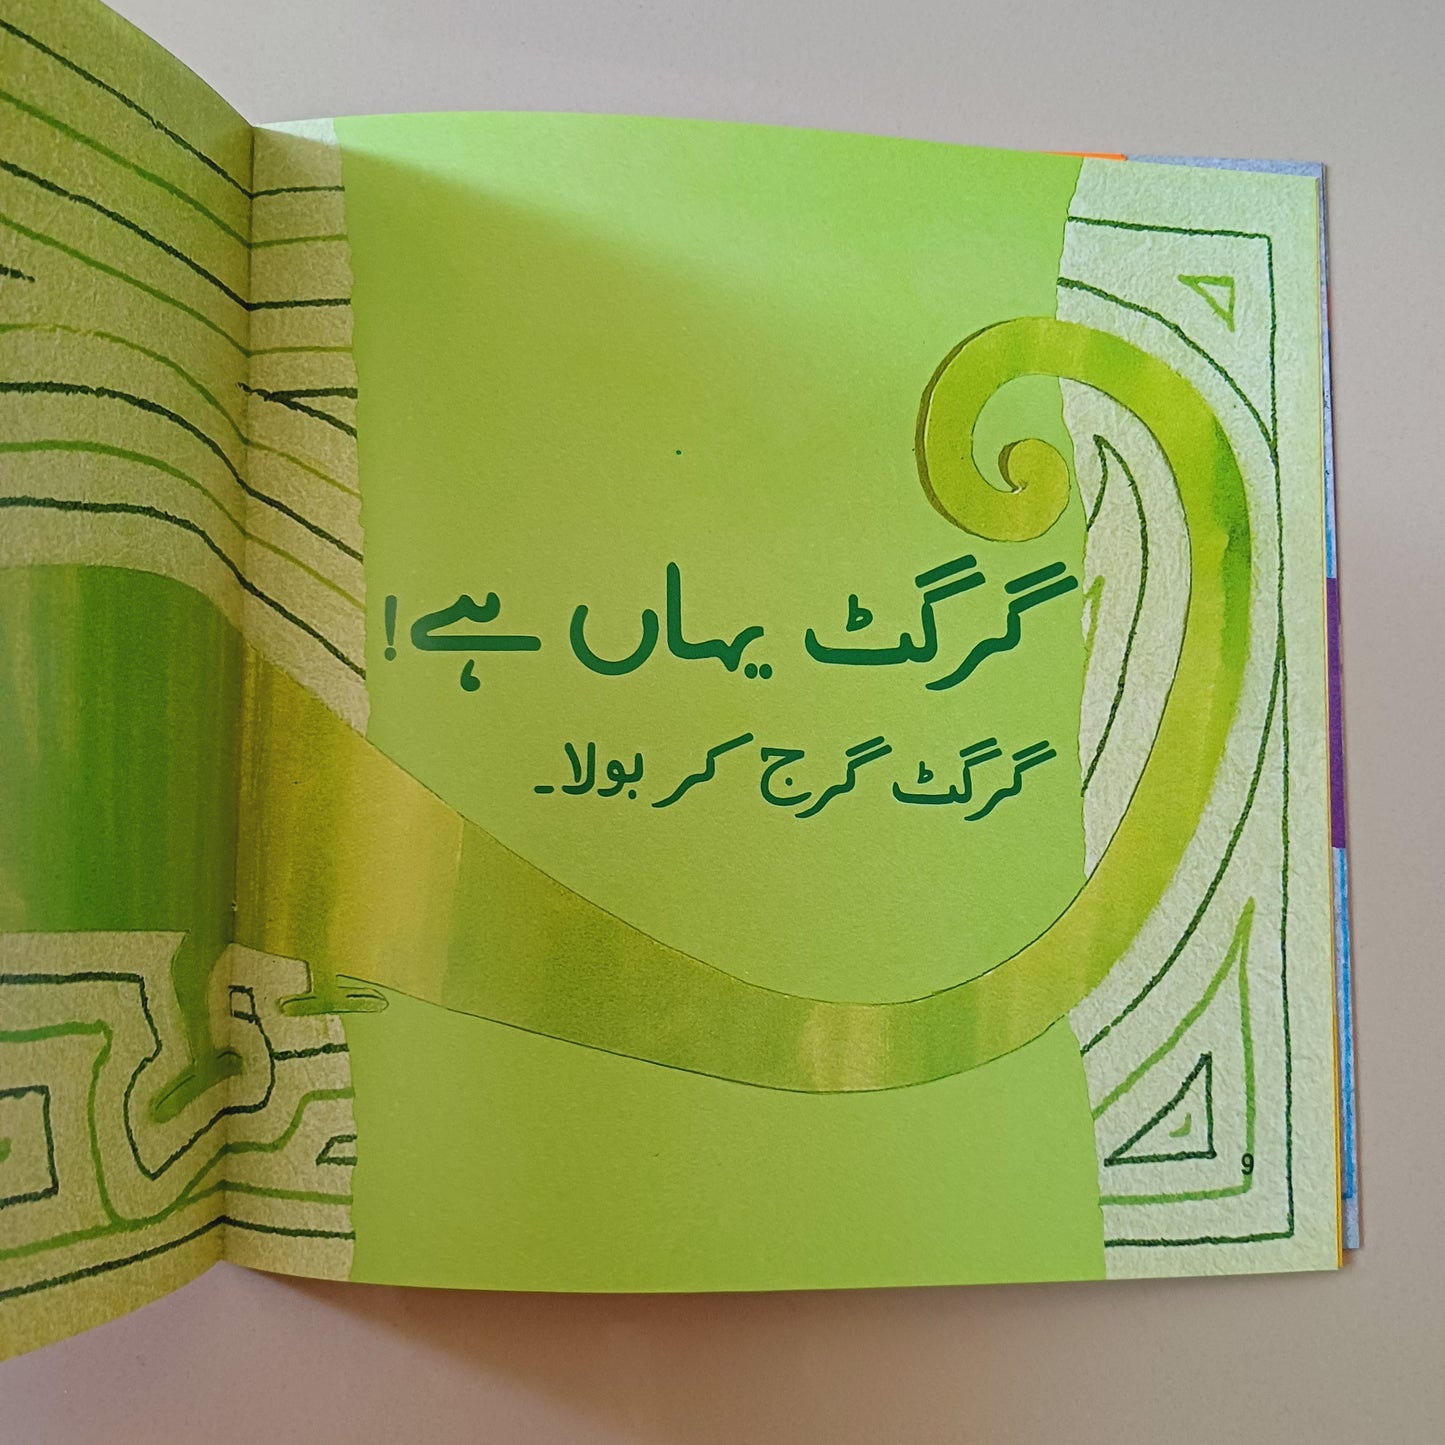 گرگٹ یہاں ہے!
گرگٹ گرج کر بولا۔
9